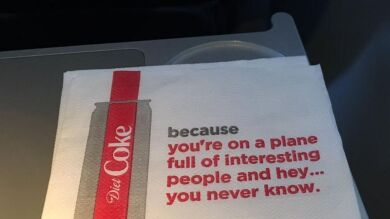 Diet Coke
because
you're on a plane
full of interesting
people and hey...
you never know.